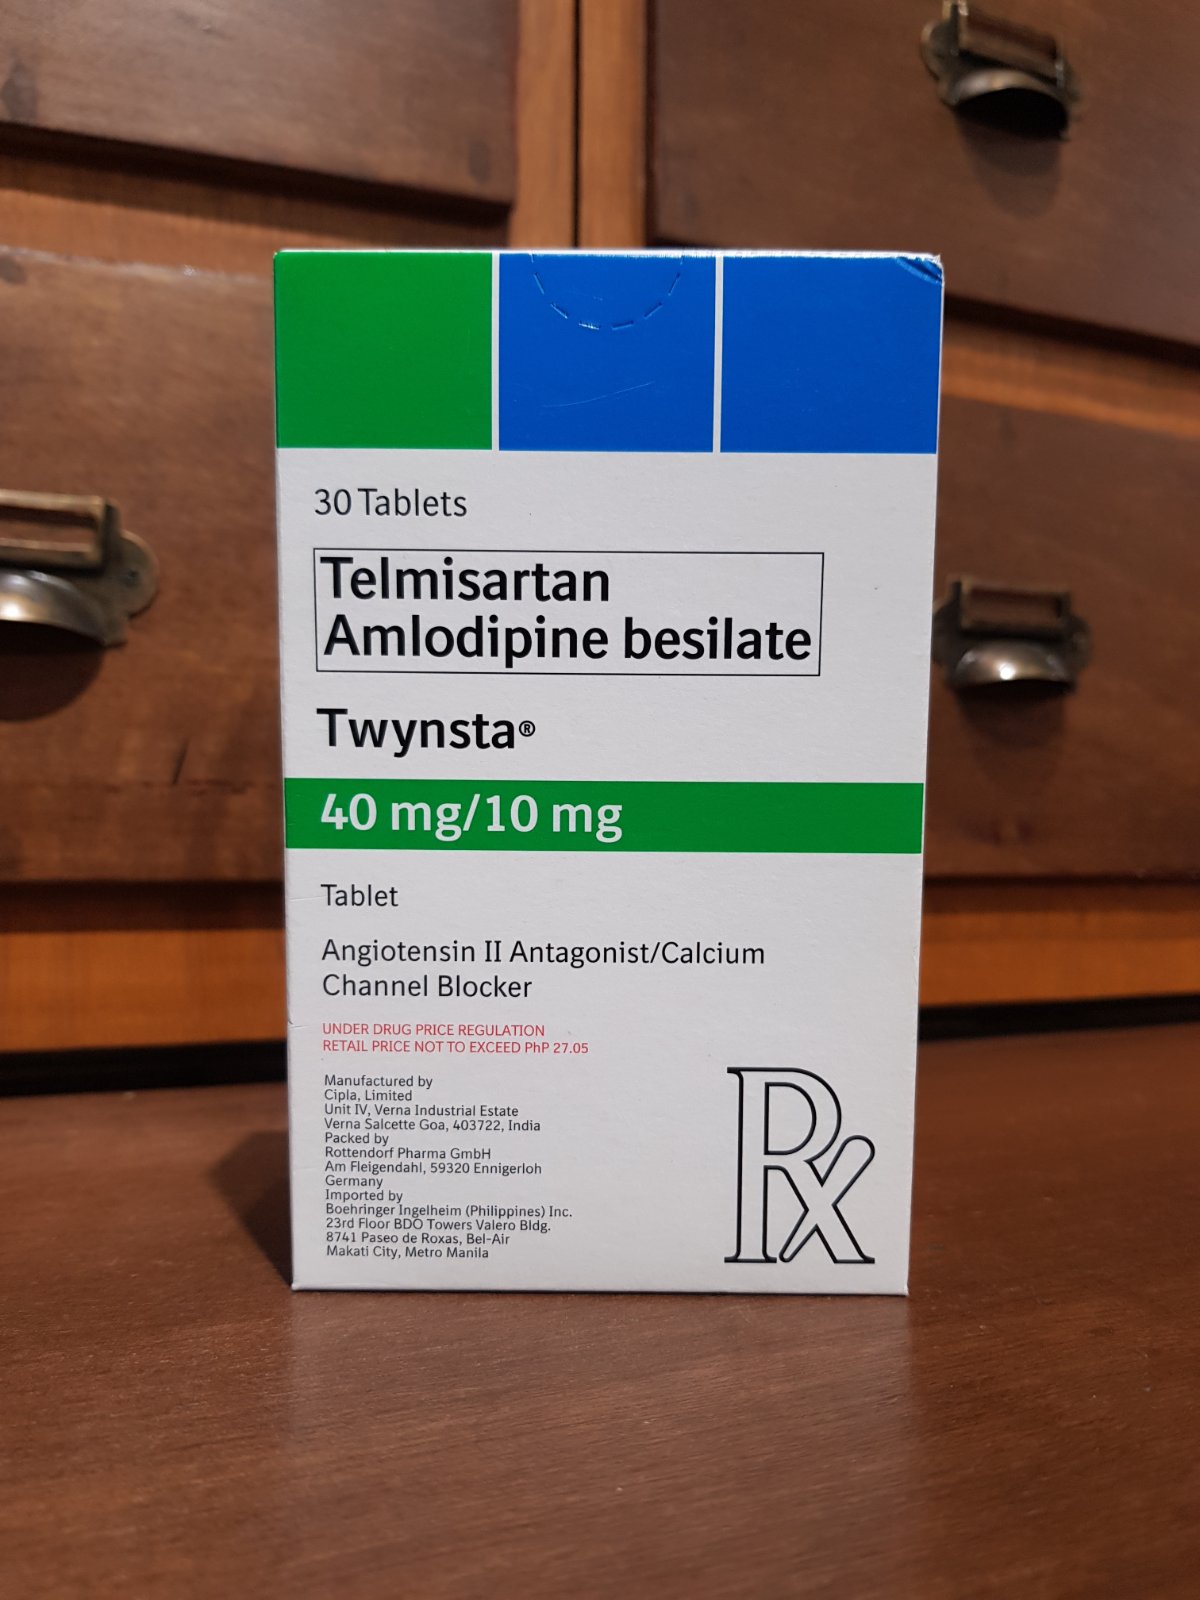 30 Tablets
Telmisartan
Amlodipine besilate
Twynsta®
40 mg/10 mg
Tablet
Angiotensin II Antagonist/Calcium
Channel Blocker
UNDER DRUG PRICE REGULATION
RETAIL PRICE NOT TO EXCEED PhP 27.05
Manufactured by
Cipla, Limited
Unit IV, Verna Industrial Estate
Verna Salcette Goa, 403722, India
Packed by
Rottendorf Pharma GmbH
Am Fleigendahl, 59320 Ennigerloh
Germany
Imported by
Boehringer Ingelheim (Philippines) Inc.
23rd Floor BDO Towers Valero Bldg.
8741 Paseo de Roxas, Bel-Air
Makati City, Metro Manila
Rx